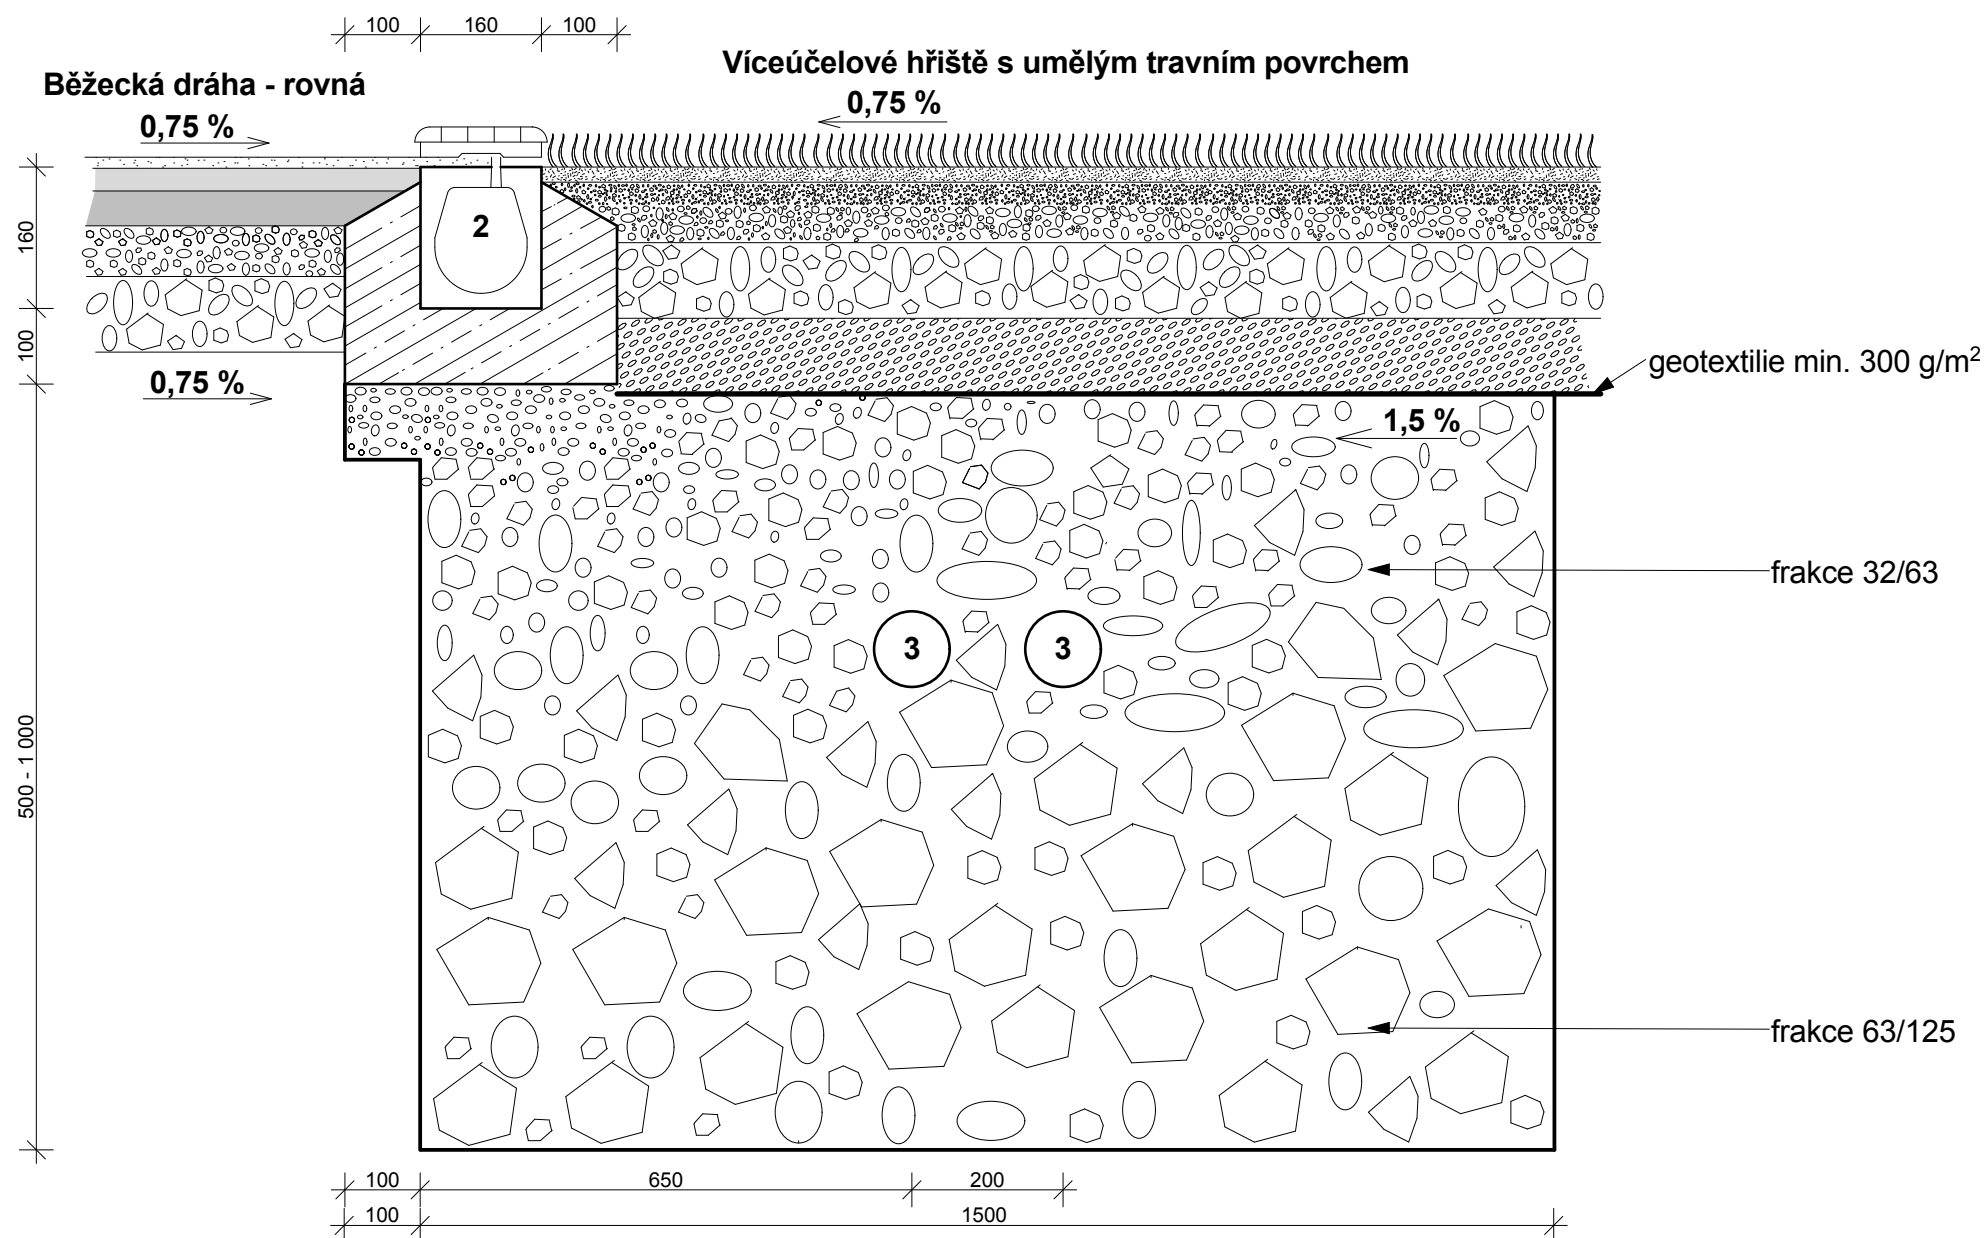 100 160 100
Víceúčelové hřiště s umělým travním povrchem
Běžecká dráha - rovná
0,75 %
0,75 %
2
160
100
geotextilie min. 300 g/m²
0,75 %
1,5 %
frakce 32/63
3 3
500 - 1 000
frakce 63/125
100 650 200
100 1500